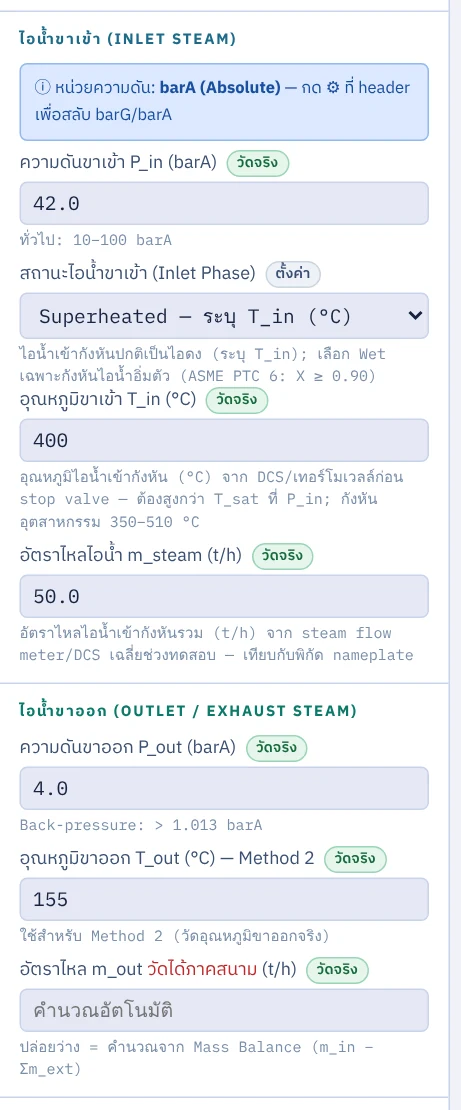 ไอน้ำขาเข้า (INLET STEAM)
ⓘ หน่วยความดัน: barA (Absolute) — กด ⚙ ที่ header
เพื่อสลับ barG/barA
ความดันขาเข้า P_in (barA) วัดจริง
42.0
ทั่วไป: 10–100 barA
สถานะไอน้ำขาเข้า (Inlet Phase) ตั้งค่า
Superheated — ระบุ T_in (°C)
ไอน้ำเข้ากังหันปกติเป็นไอดง (ระบุ T_in); เลือก Wet
เฉพาะกังหันไอน้ำอิ่มตัว (ASME PTC 6: X ≥ 0.90)
อุณหภูมิขาเข้า T_in (°C) วัดจริง
400
อุณหภูมิไอน้ำเข้ากังหัน (°C) จาก DCS/เทอร์โมเวลล์ก่อน
stop valve — ต้องสูงกว่า T_sat ที่ P_in; กังหัน
อุตสาหกรรม 350–510 °C
อัตราไหลไอน้ำ m_steam (t/h) วัดจริง
50.0
อัตราไหลไอน้ำเข้ากังหันรวม (t/h) จาก steam flow
meter/DCS เฉลี่ยช่วงทดสอบ — เทียบกับพิกัด nameplate
ไอน้ำขาออก (OUTLET / EXHAUST STEAM)
ความดันขาออก P_out (barA) วัดจริง
4.0
Back-pressure: > 1.013 barA
อุณหภูมิขาออก T_out (°C) — Method 2 วัดจริง
155
ใช้สำหรับ Method 2 (วัดอุณหภูมิขาออกจริง)
อัตราไหล m_out วัดได้ภาคสนาม (t/h) วัดจริง
คำนวณอัตโนมัติ
ปล่อยว่าง = คำนวณจาก Mass Balance (m_in −
Σm_ext)